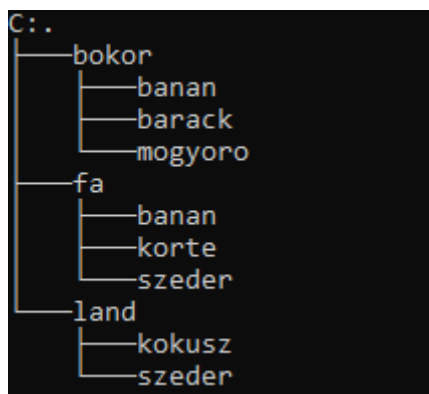 C:.
├───bokor
│   ├───banan
│   ├───barack
│   └───mogyoro
├───fa
│   ├───banan
│   ├───korte
│   └───szeder
└───land
    ├───kokusz
    └───szeder